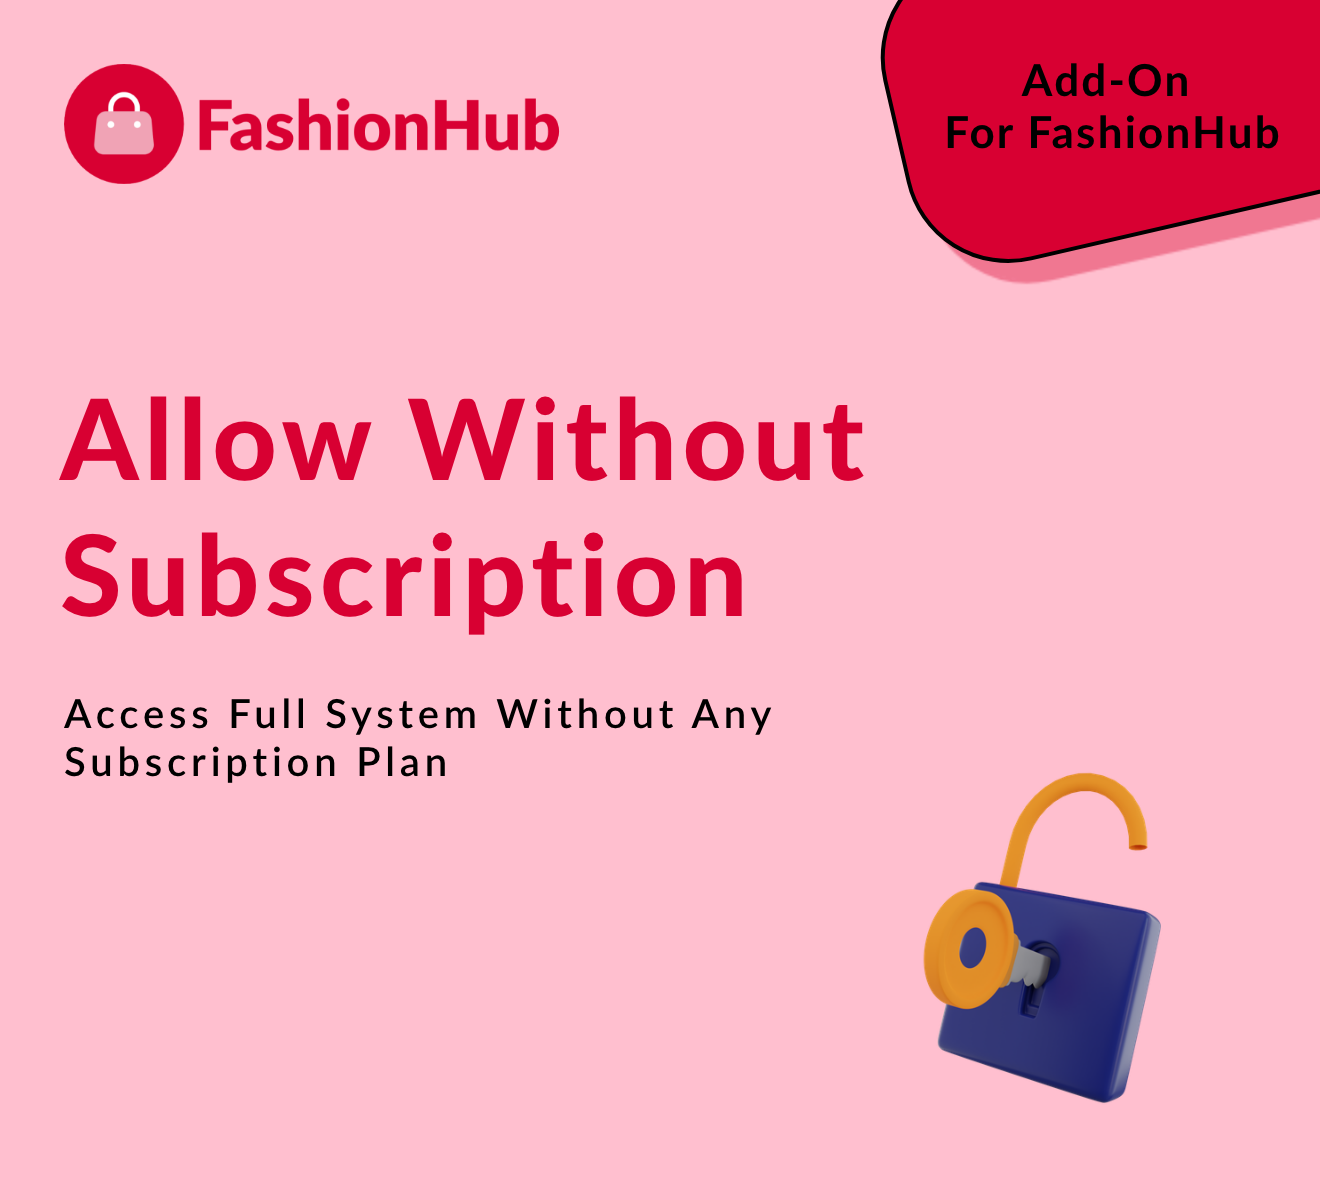 FashionHub
Add-On
For FashionHub
Allow Without
Subscription
Access Full System Without Any
Subscription Plan